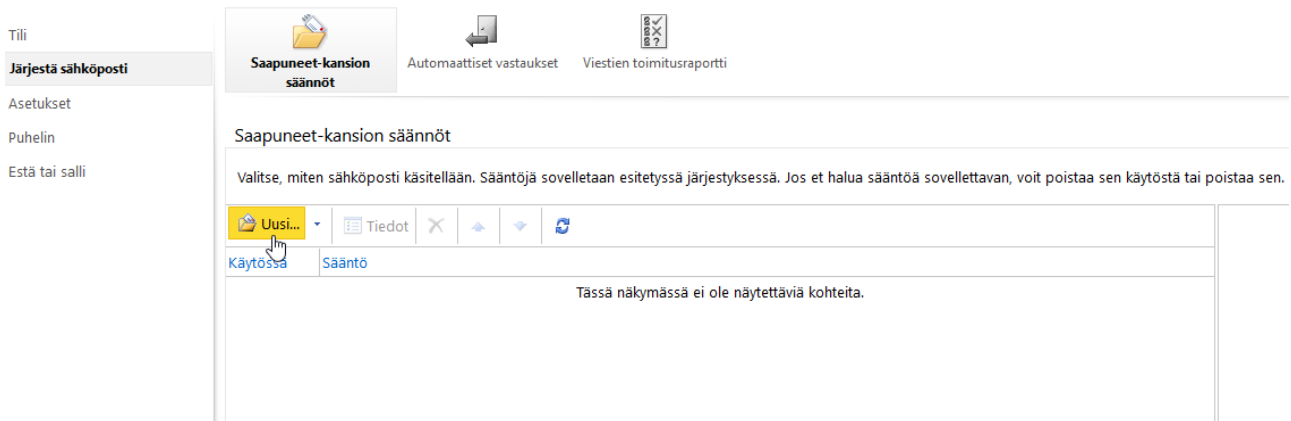 Tili
Järjestä sähköposti
Asetukset
Puhelin
Estä tai salli
Saapuneet-kansion
säännöt
Automaattiset vastaukset
Viestien toimitusraportti
Saapuneet-kansion säännöt
Valitse, miten sähköposti käsitellään. Sääntöjä sovelletaan esitetyssä järjestyksessä. Jos et halua sääntöä sovellettavan, voit poistaa sen käytöstä tai poistaa sen.
Uusi... Tiedot
Käytössä Sääntö
Tässä näkymässä ei ole näytettäviä kohteita.